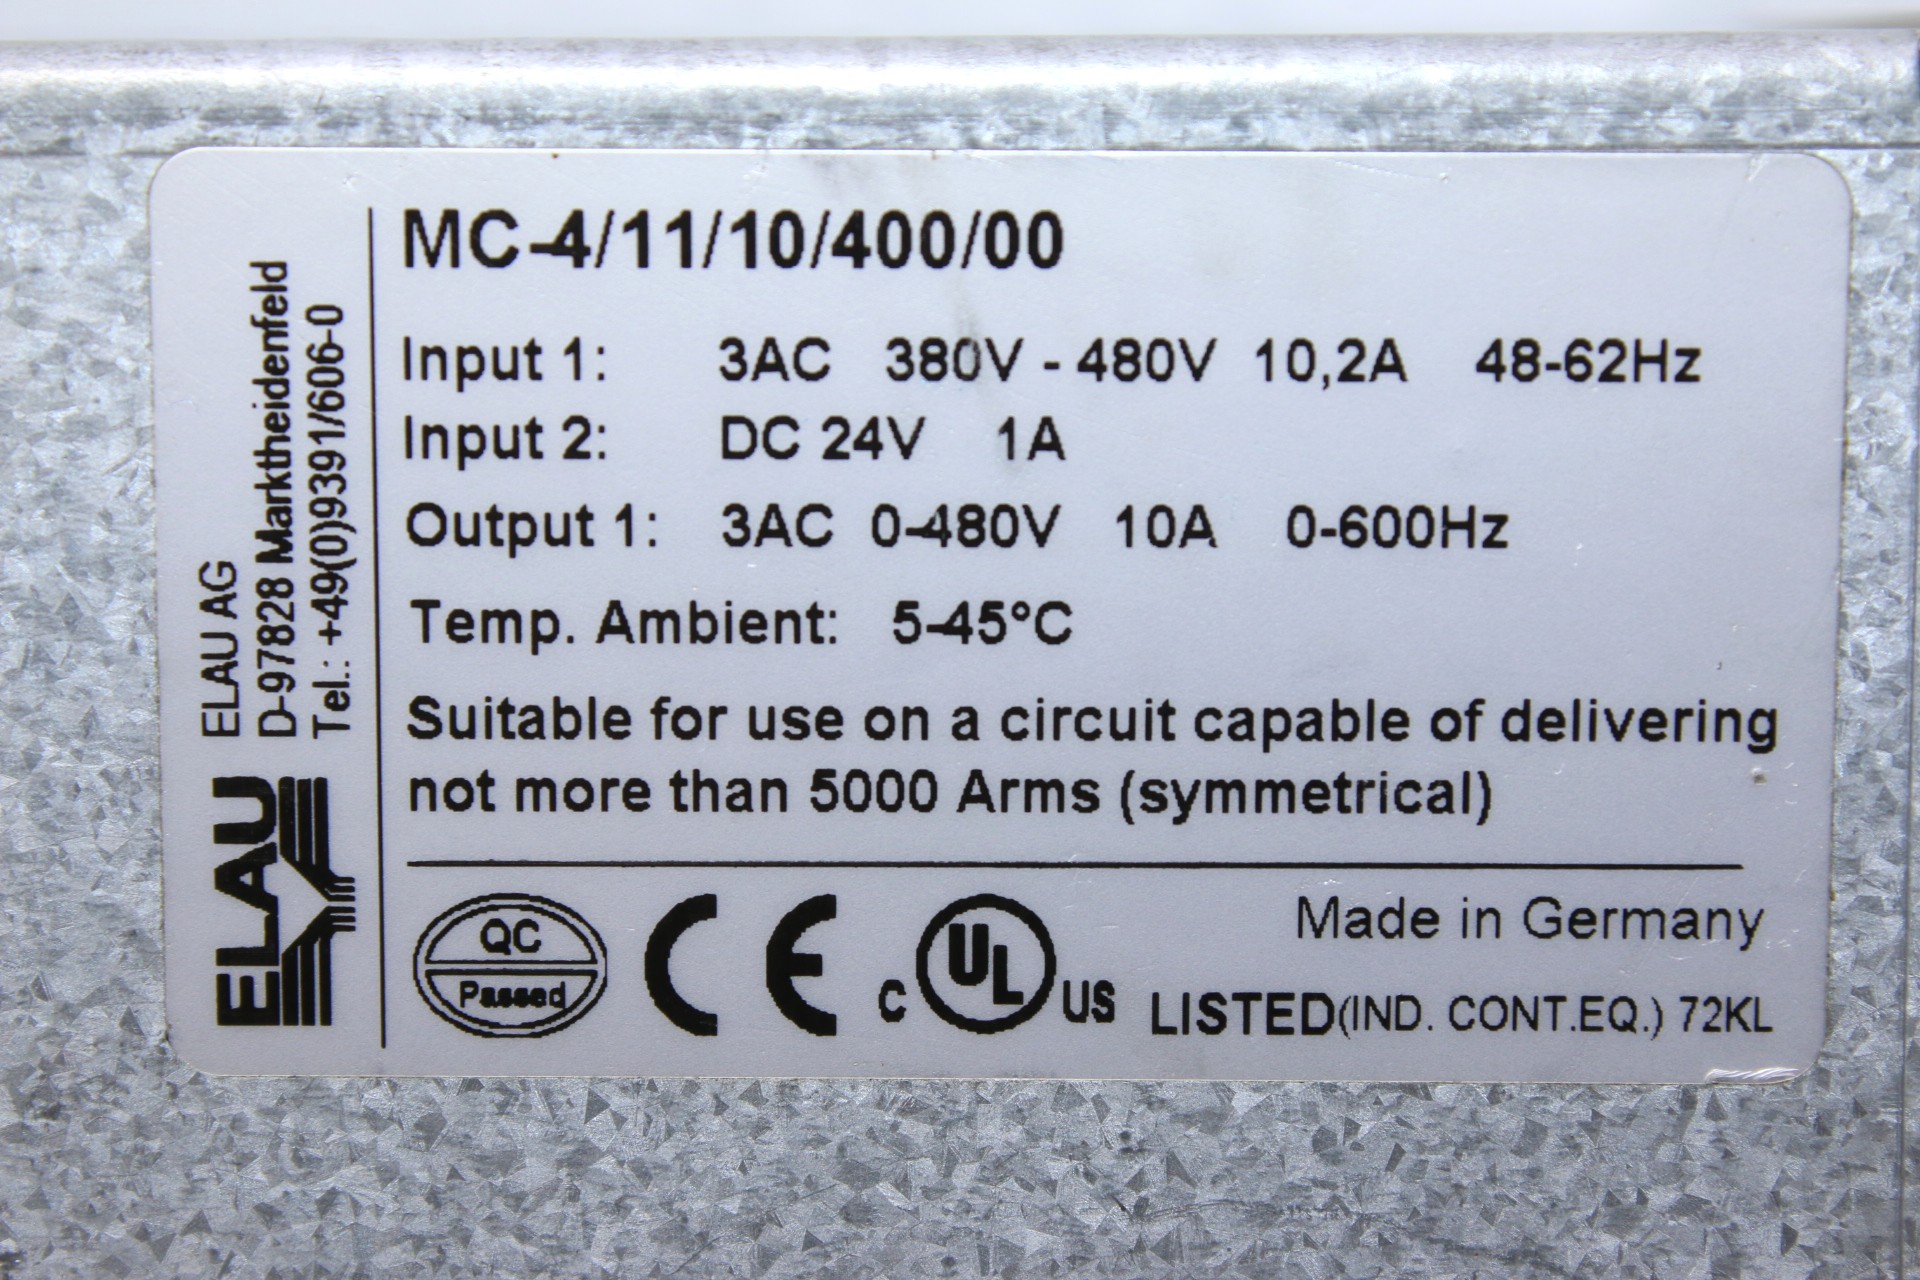 MC-4/11/10/400/00
Input 1: 3AC 380V - 480V 10,2A 48-62Hz
Input 2: DC 24V 1A
Output 1: 3AC 0-480V 10A 0-600Hz
Temp. Ambient: 5-45°C
Suitable for use on a circuit capable of delivering
not more than 5000 Arms (symmetrical)
QC
Passed
CE
C UL US
Made in Germany
LISTED(IND. CONT.EQ.) 72KL
ELAU
ELAU AG
D-97828 Marktheidenfeld
Tel.: +49(0)9391/606-0